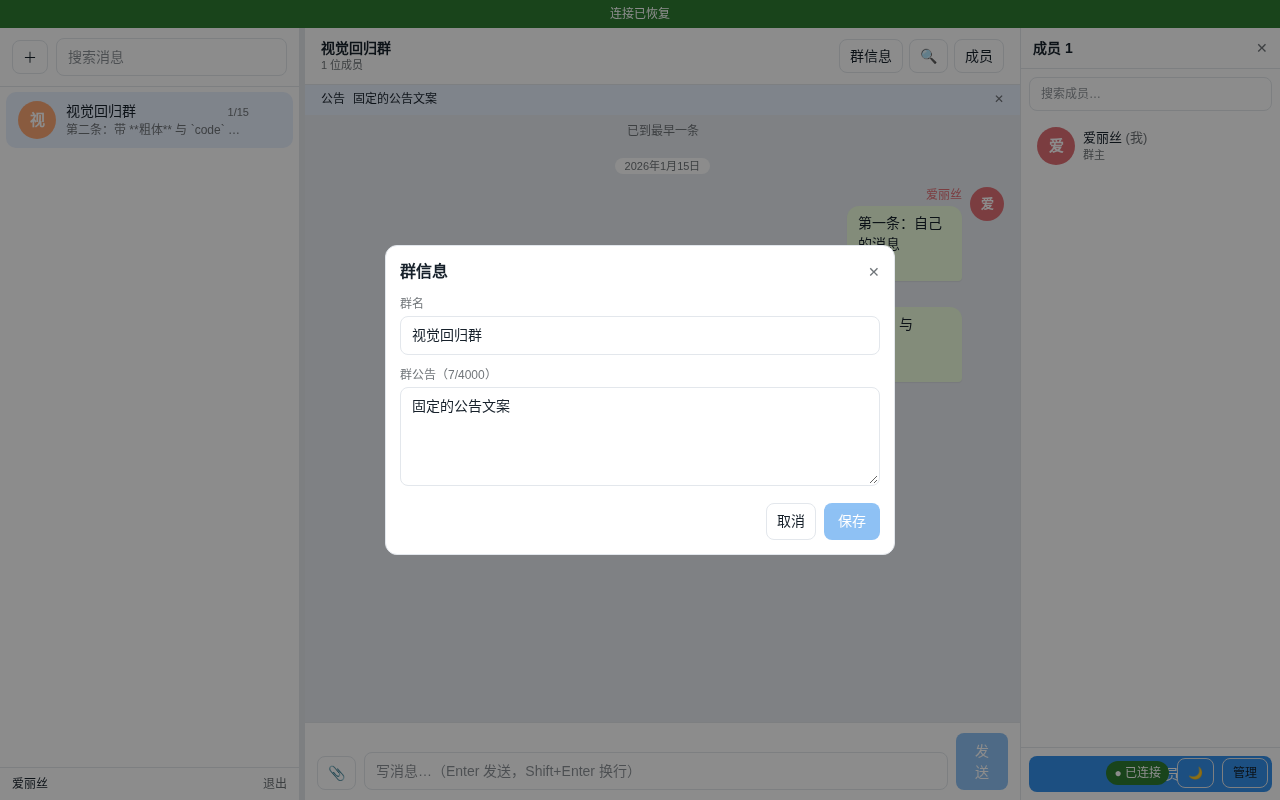 连接已恢复
+
搜索消息
视
视觉回归群
1/15
第二条：带 **粗体** 与 `code` …
爱丽丝
退出
视觉回归群
1 位成员
群信息
成员
公告 固定的公告文案
×
已到最早一条
2026年1月15日
爱丽丝
爱
第一条：自己
的消息
与
群信息
×
群名
视觉回归群
群公告（7/4000）
固定的公告文案
取消
保存
写消息…（Enter 发送，Shift+Enter 换行）
发
送
成员 1
×
搜索成员…
爱
爱丽丝 (我)
群主
● 已连接
管理